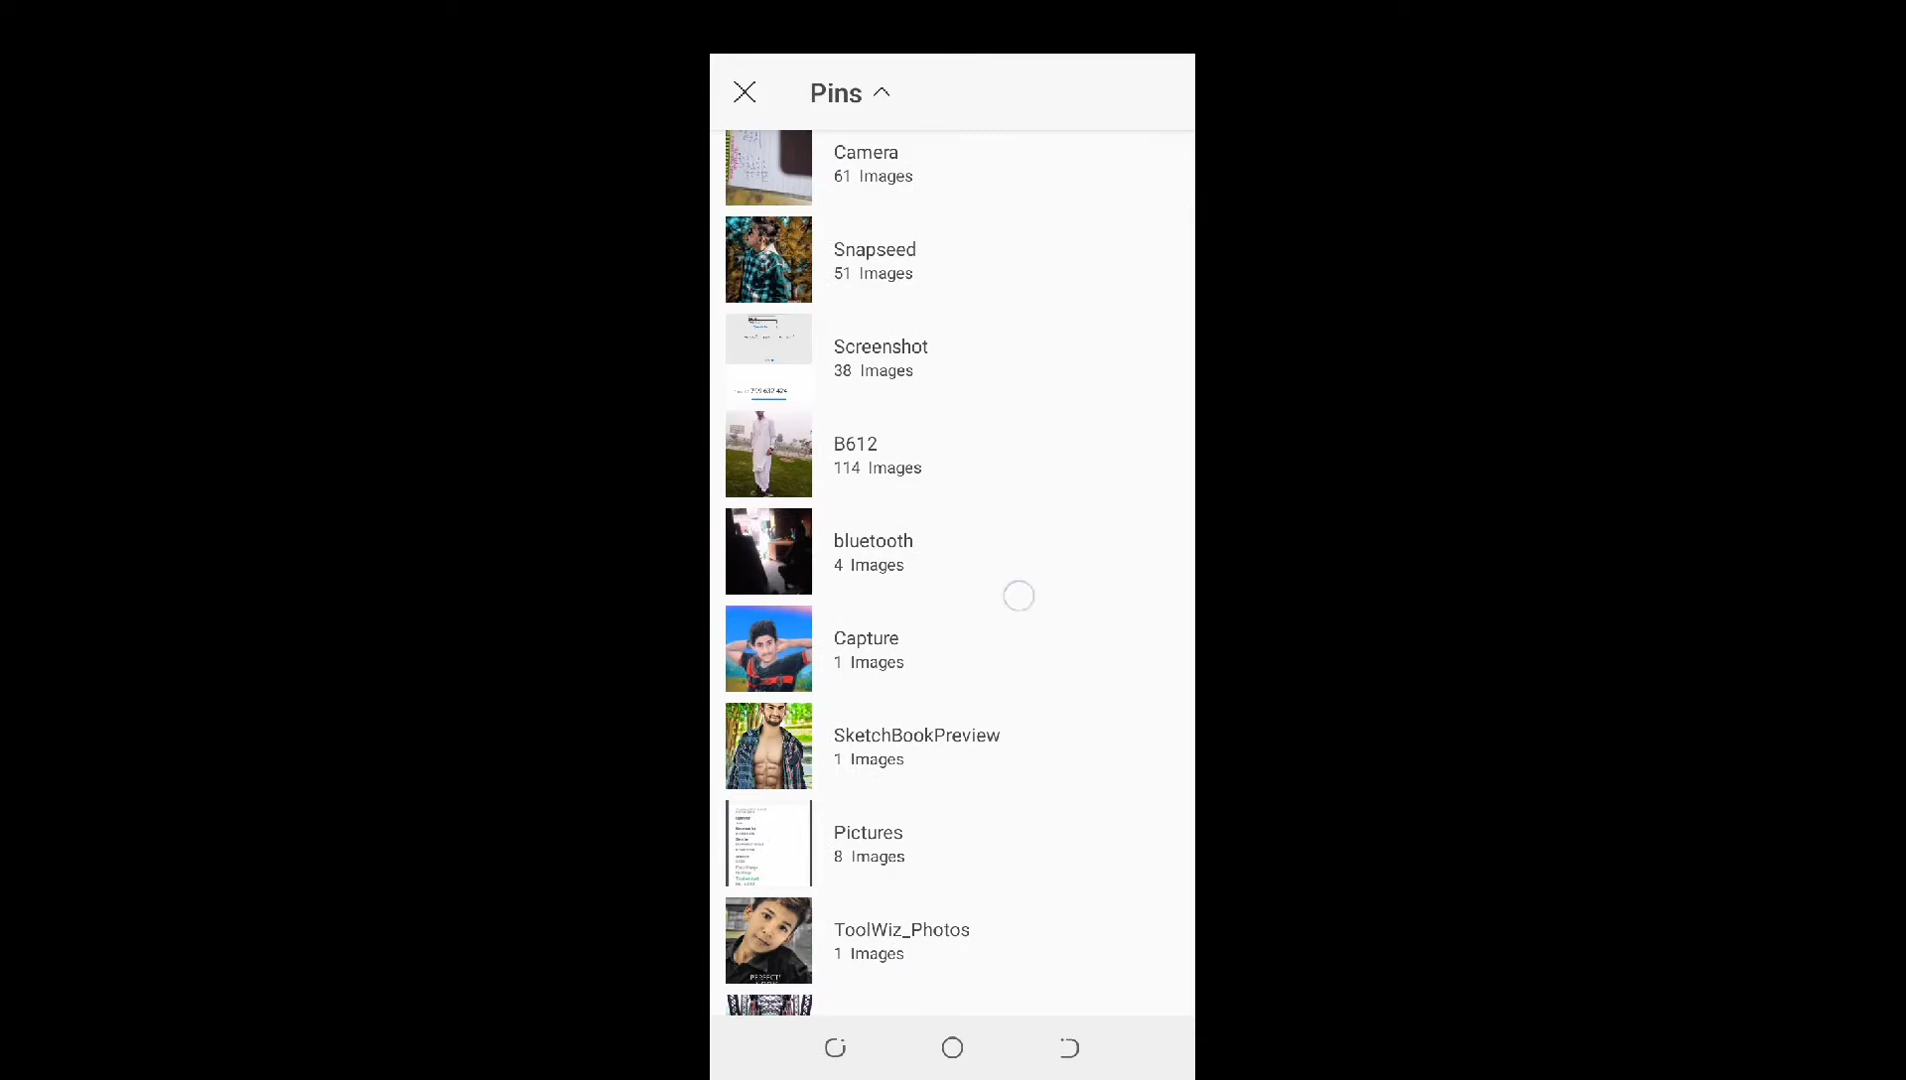 Pins
Camera
61 Images
Snapseed
51 Images
Screenshot
38 Images
B612
114 Images
bluetooth
4 Images
Capture
1 Images
SketchBookPreview
1 Images
Pictures
8 Images
ToolWiz_Photos
1 Images